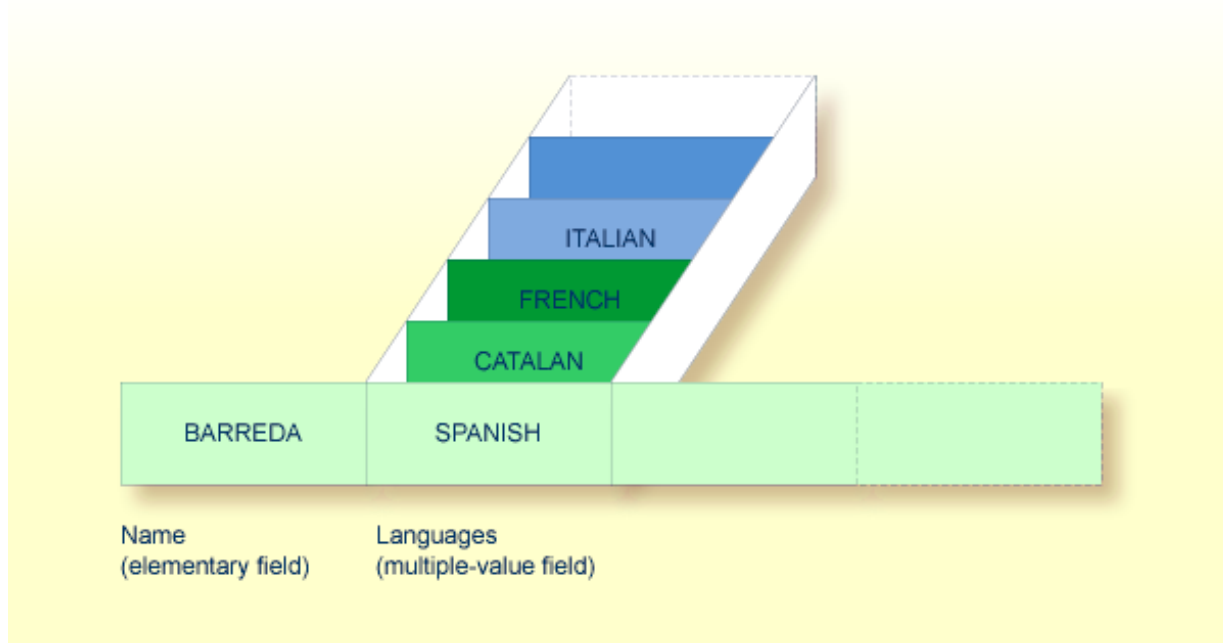 ITALIAN
FRENCH
CATALAN
BARREDA SPANISH
Name Languages
(elementary field) (multiple-value field)